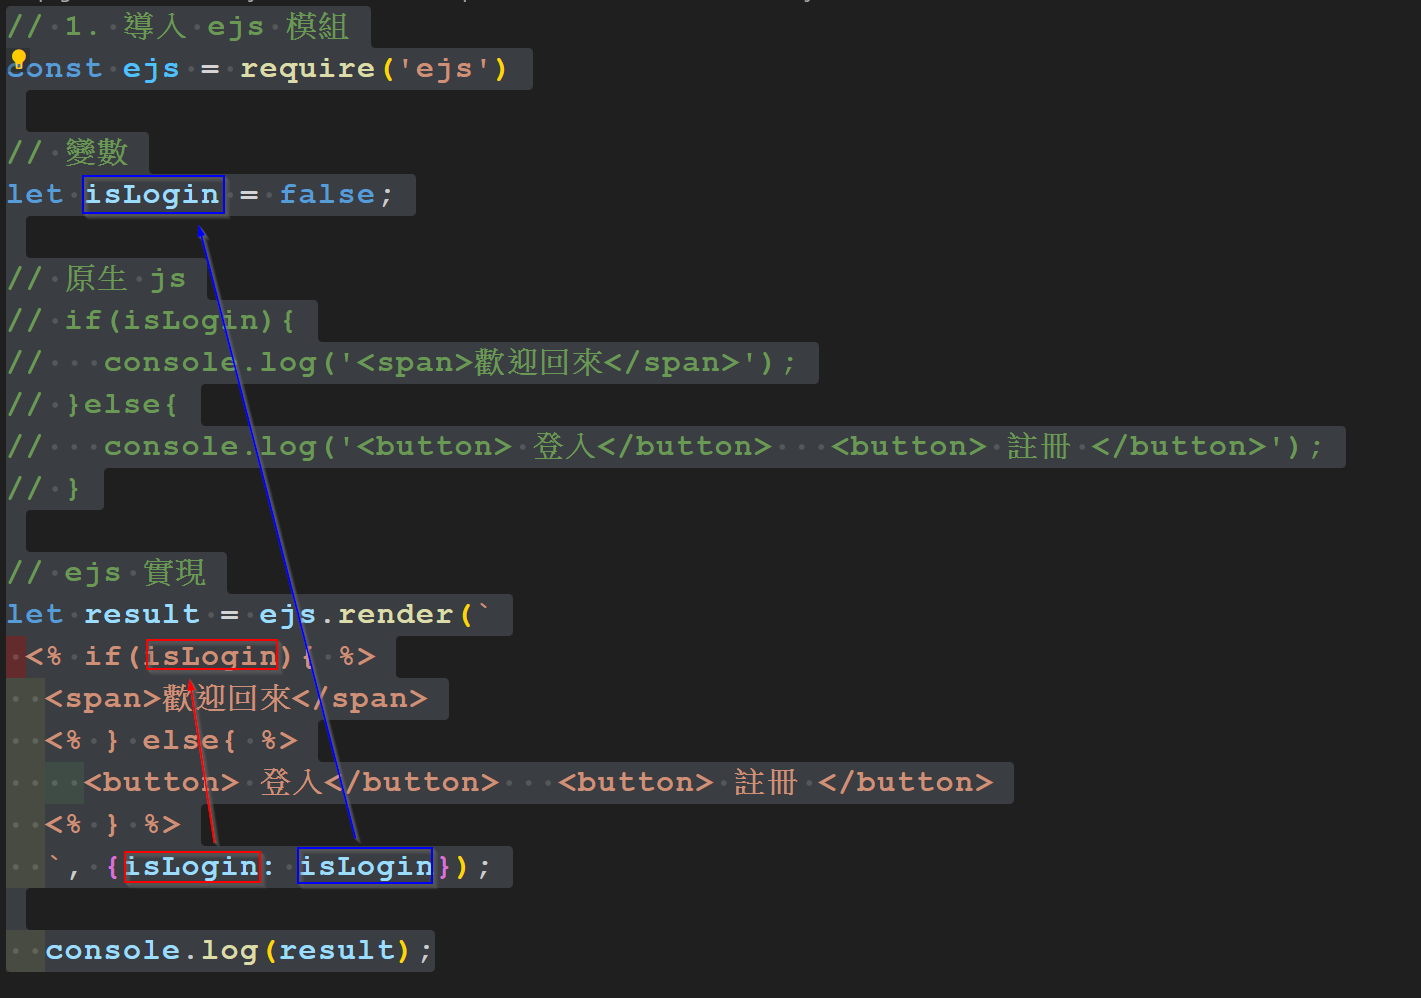 // 1. 導入 ejs 模組
const ejs = require('ejs')
// 變數
let isLogin = false;
// 原生 js
// if(isLogin){
//   console.log('<span>歡迎回來</span>');
// }else{
//   console.log('<button> 登入</button>   <button> 註冊 </button>');
// }
// ejs 實現
let result = ejs.render(`
 <% if(isLogin){ %>
  <span>歡迎回來</span>
  <% } else{ %>
    <button> 登入</button>   <button> 註冊 </button>
  <% } %>
  `, {isLogin: isLogin});
  console.log(result);